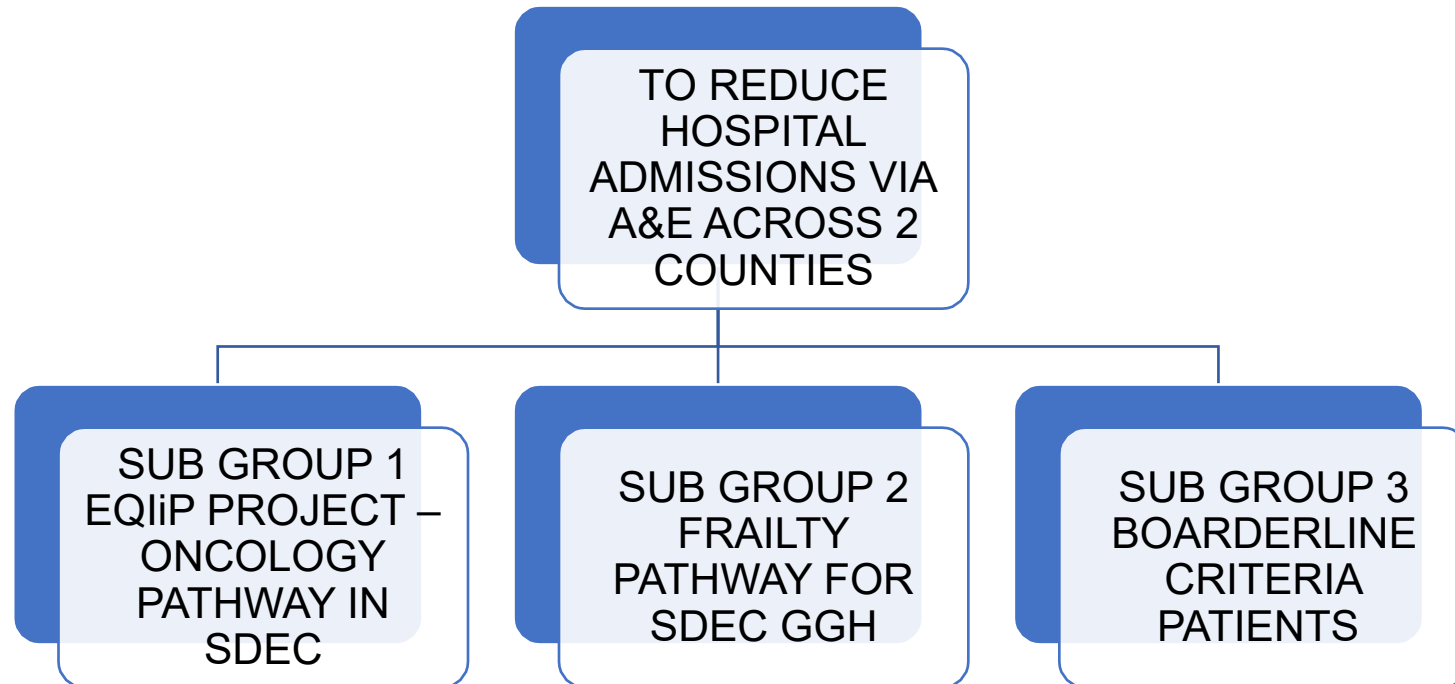 TO REDUCE
HOSPITAL
ADMISSIONS VIA
A&E ACROSS 2
COUNTIES
SUB GROUP 1
EQIiP PROJECT –
ONCOLOGY
PATHWAY IN
SDEC
SUB GROUP 2
FRAILTY
PATHWAY FOR
SDEC GGH
SUB GROUP 3
BOARDERLINE
CRITERIA
PATIENTS